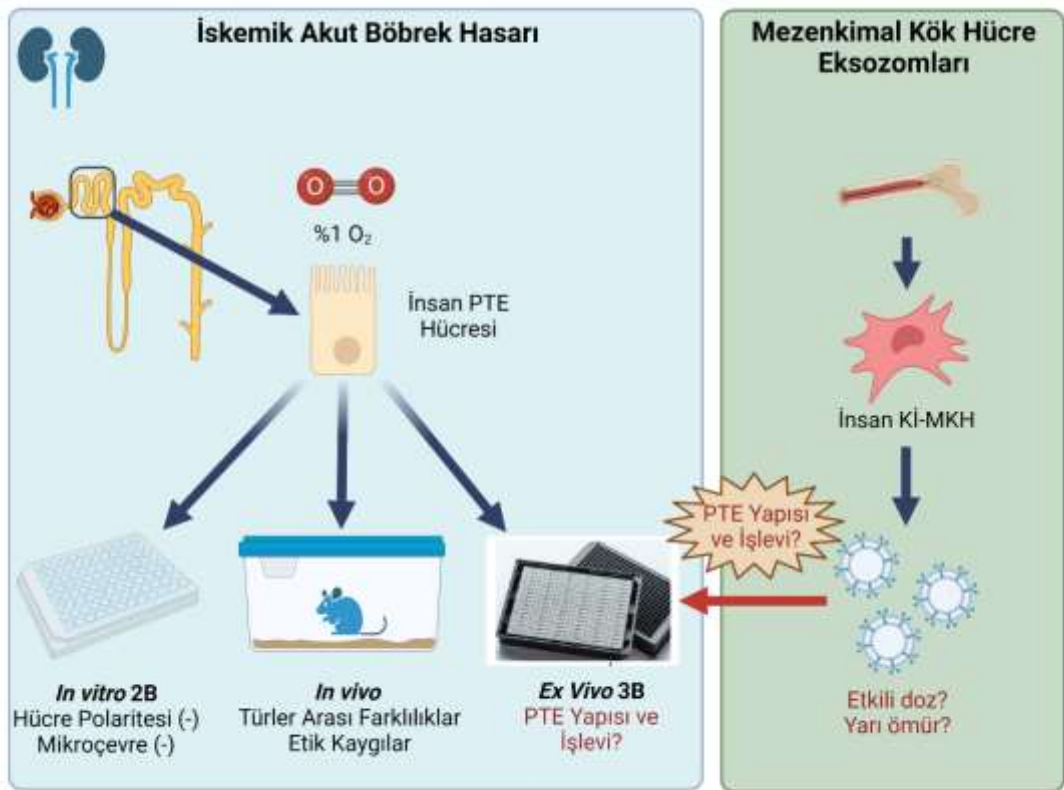 İskemik Akut Böbrek Hasarı
O O
%1 O₂
İnsan PTE
Hücresi
In vitro 2B
Hücre Polaritesi (-)
Mikroçevre (-)
In vivo
Türler Arası Farklılıklar
Etik Kaygılar
Ex Vivo 3B
PTE Yapısı ve
İşlevi?
Mezenkimal Kök Hücre
Eksozomları
İnsan Kİ-MKH
PTE Yapısı
ve İşlevi?
Etkili doz?
Yarı ömür?